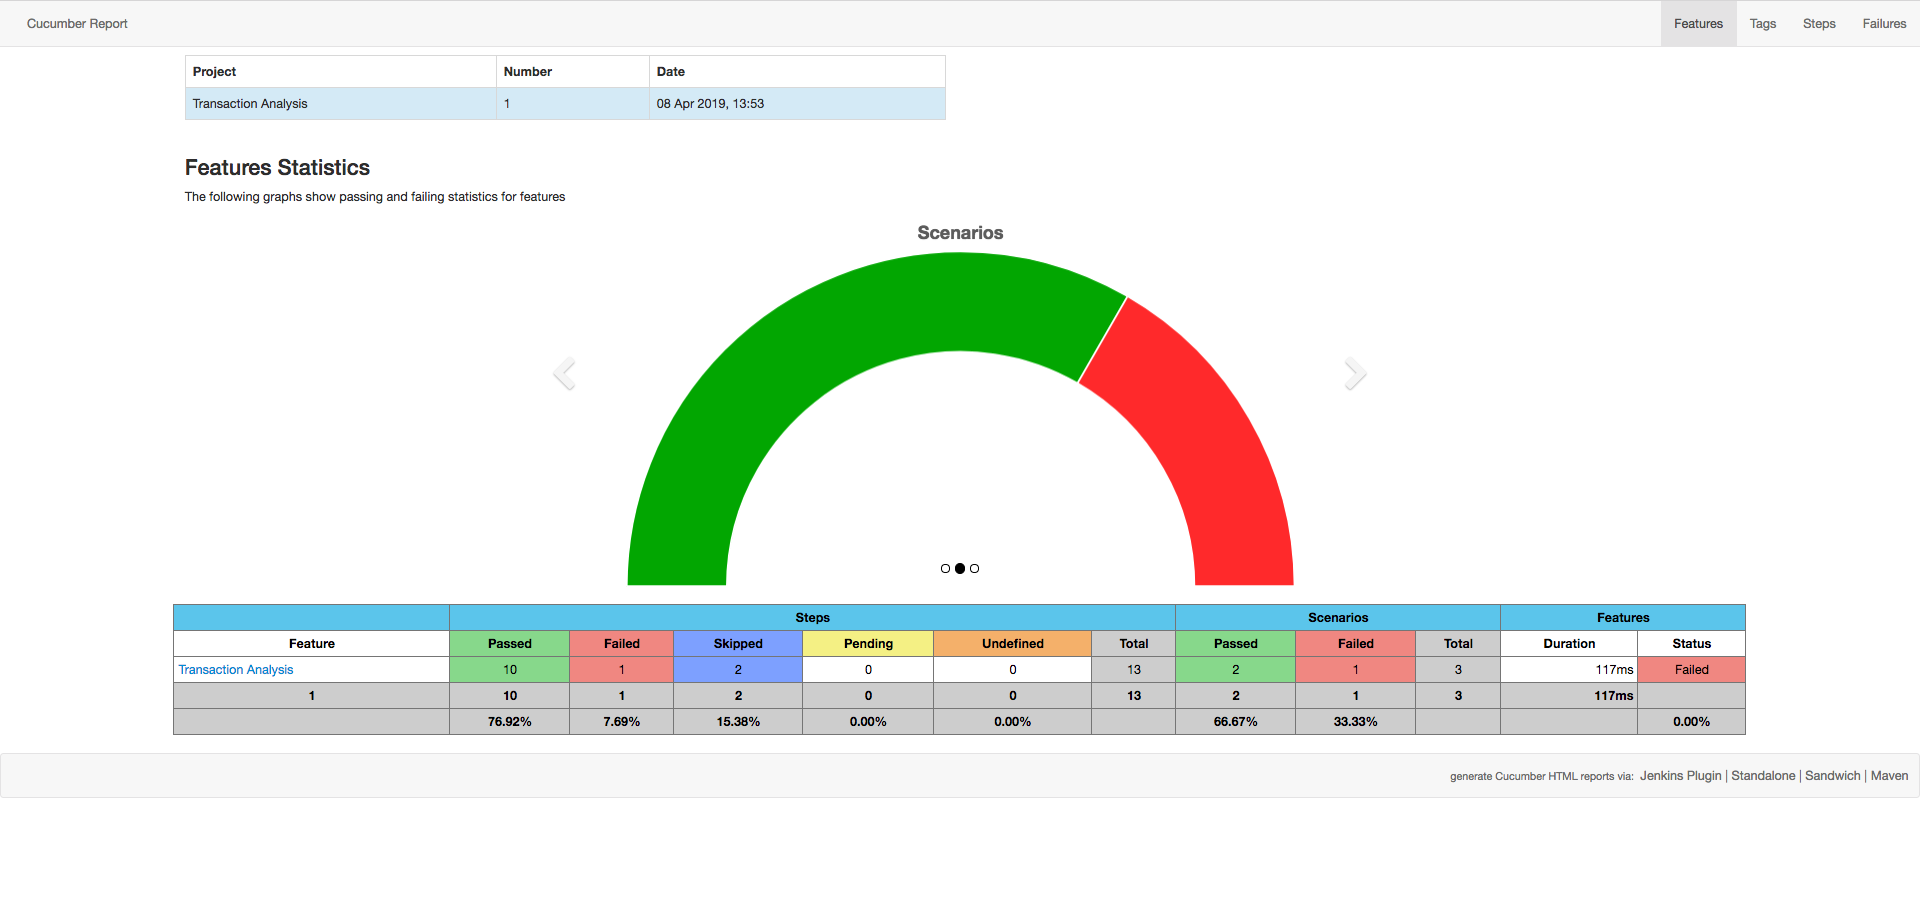 Cucumber Report Features Tags Steps Failures
Project Number Date
Transaction Analysis 1 08 Apr 2019, 13:53
Features Statistics
The following graphs show passing and failing statistics for features
Scenarios
Steps Scenarios Features
Feature Passed Failed Skipped Pending Undefined Total Passed Failed Total Duration Status
Transaction Analysis 10 1 2 0 0 13 2 1 3 117ms Failed
1 10 1 2 0 0 13 2 1 3 117ms
76.92% 7.69% 15.38% 0.00% 0.00% 66.67% 33.33% 0.00%
generate Cucumber HTML reports via: Jenkins Plugin | Standalone | Sandwich | Maven